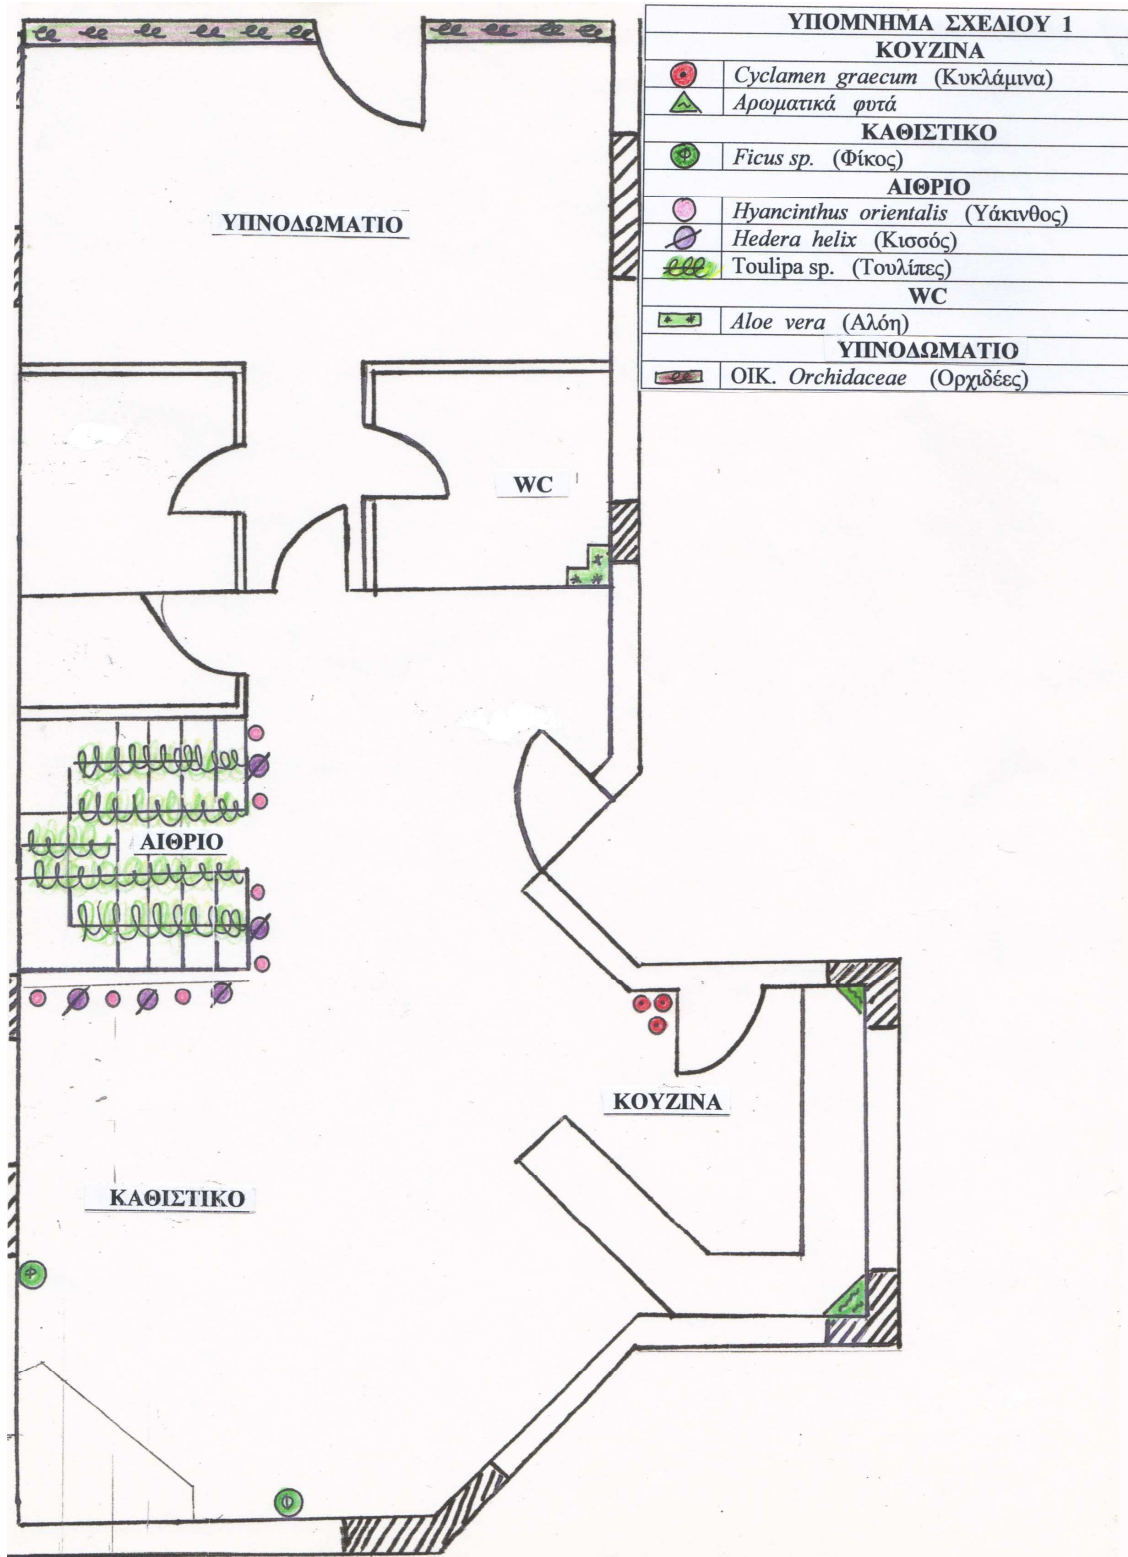 ΥΠΟΜΝΗΜΑ ΣΧΕΔΙΟΥ 1
ΚΟΥΖΙΝΑ
Cyclamen graecum (Κυκλάμινα)
Αρωματικά φυτά
ΚΑΘΙΣΤΙΚΟ
Ficus sp. (Φίκος)
ΑΙΘΡΙΟ
Hyancinthus orientalis (Υάκινθος)
Hedera helix (Κισσός)
Toulipa sp. (Τουλίπες)
WC
Aloe vera (Αλόη)
ΥΠΝΟΔΩΜΑΤΙΟ
ΟΙΚ. Orchidaceae (Ορχιδέες)
ΥΠΝΟΔΩΜΑΤΙΟ
WC
ΑΙΘΡΙΟ
ΚΟΥΖΙΝΑ
ΚΑΘΙΣΤΙΚΟ